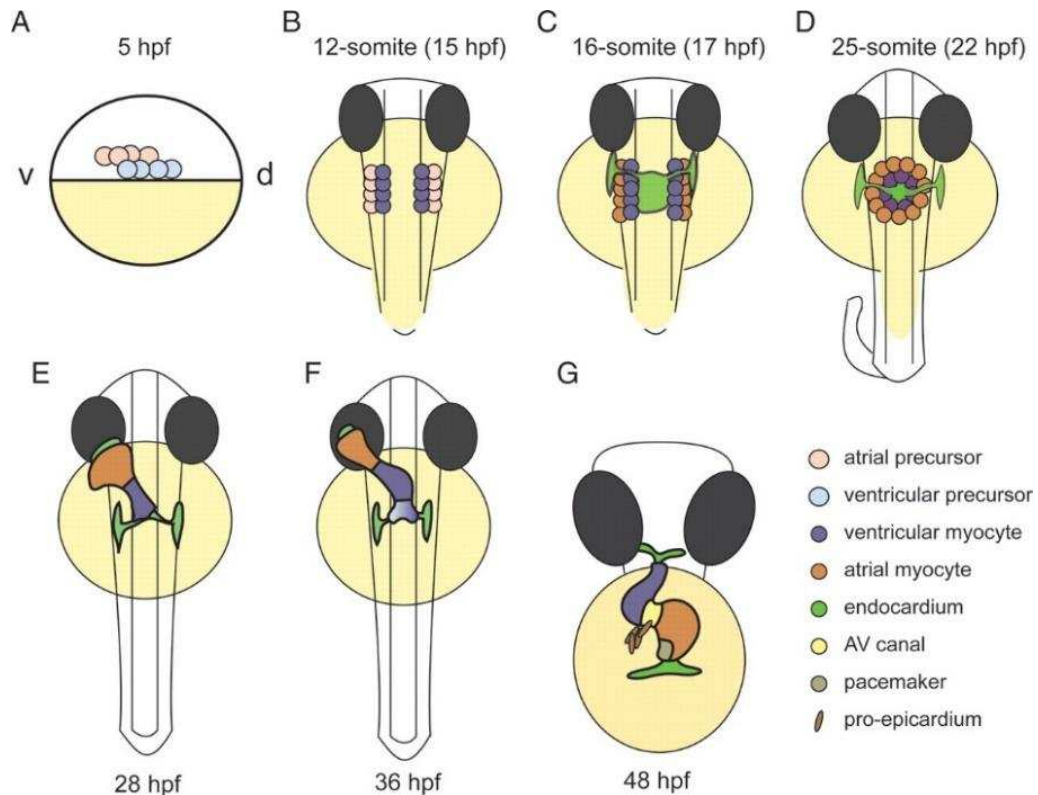 A
5 hpf
v
d
B
12-somite (15 hpf)
C
16-somite (17 hpf)
D
25-somite (22 hpf)
E
28 hpf
F
36 hpf
G
48 hpf
atrial precursor
ventricular precursor
ventricular myocyte
atrial myocyte
endocardium
AV canal
pacemaker
pro-epicardium